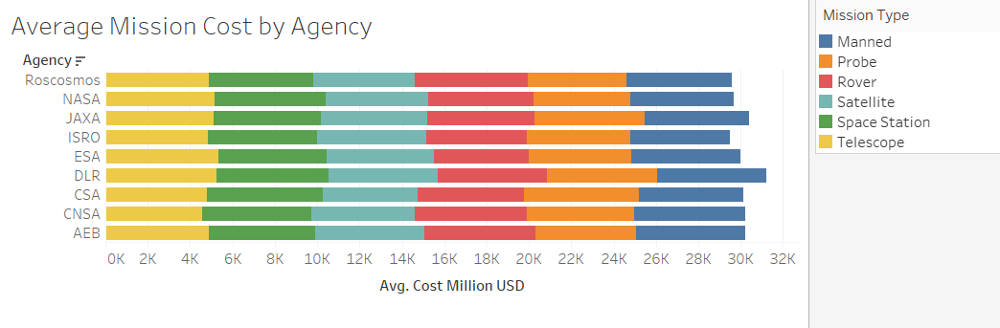 Average Mission Cost by Agency
Agency
Roscosmos
NASA
JAXA
ISRO
ESA
DLR
CSA
CNSA
AEB
0K 2K 4K 6K 8K 10K 12K 14K 16K 18K 20K 22K 24K 26K 28K 30K 32K
Avg. Cost Million USD
Mission Type
Manned
Probe
Rover
Satellite
Space Station
Telescope